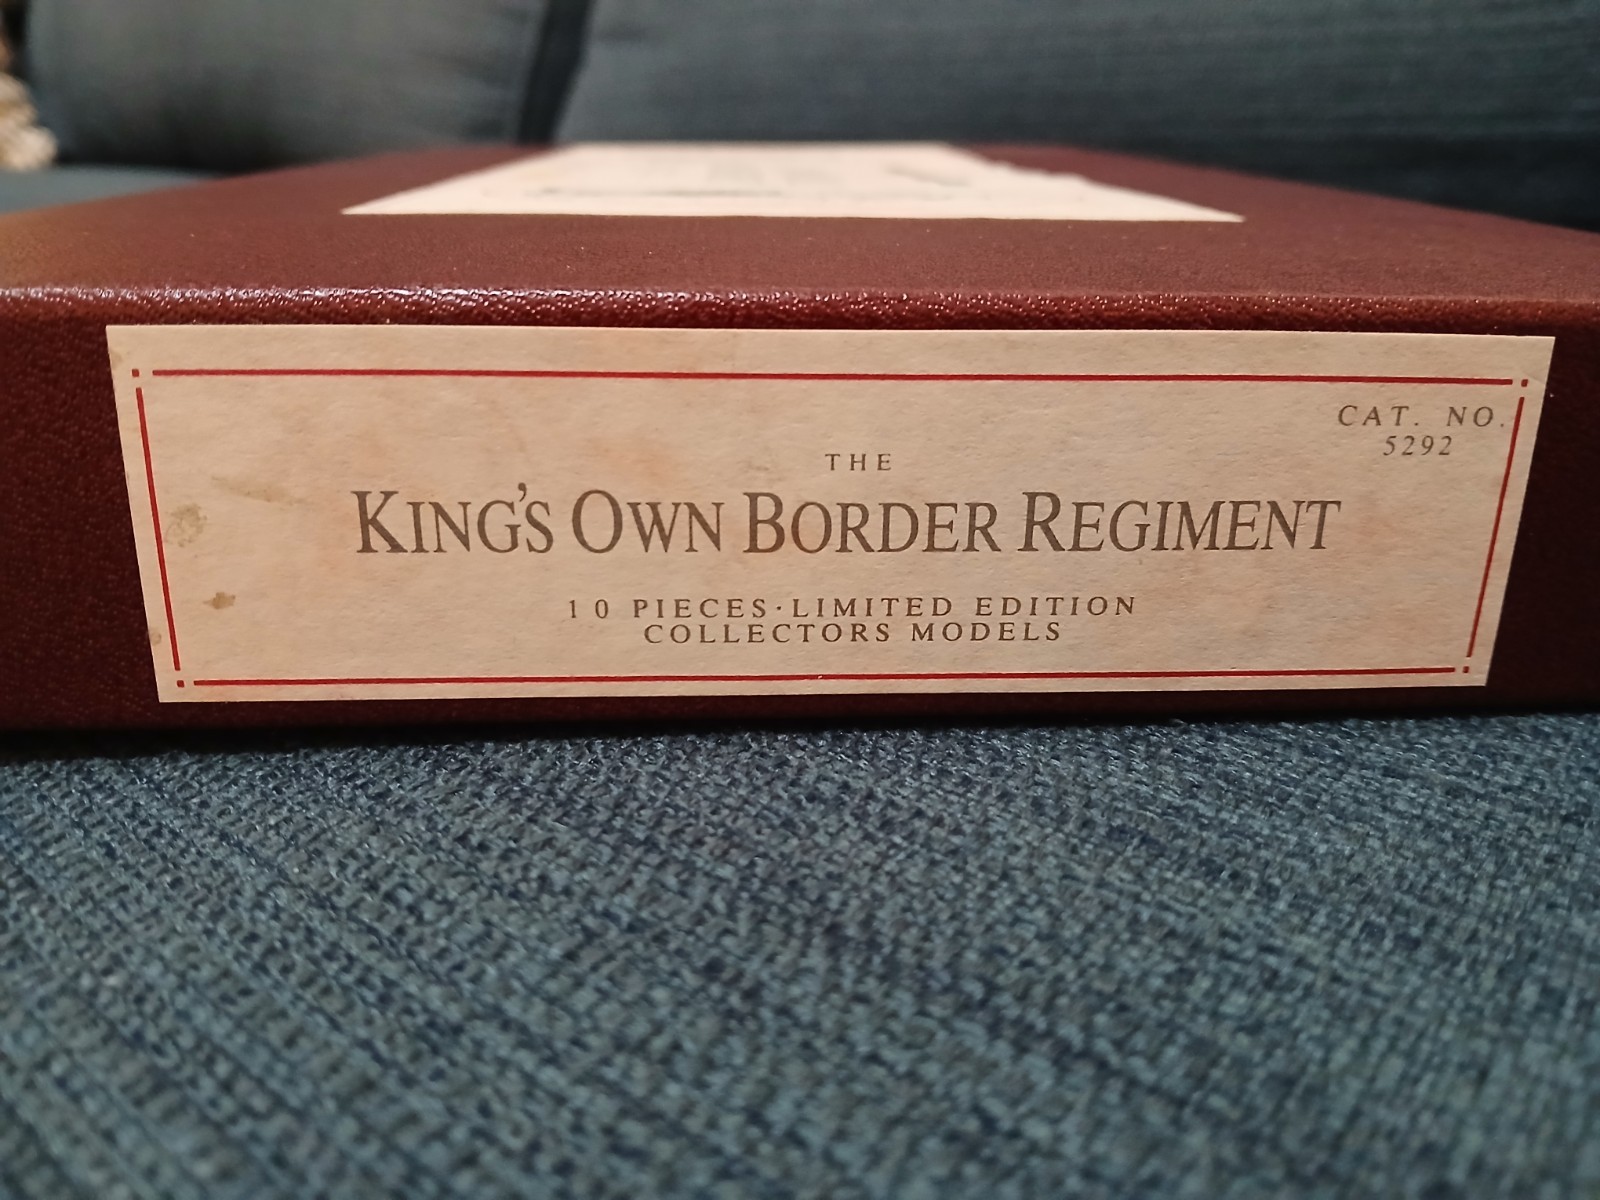 CAT. NO.
5292
THE
KING'S OWN BORDER REGIMENT
10 PIECES·LIMITED EDITION
COLLECTORS MODELS